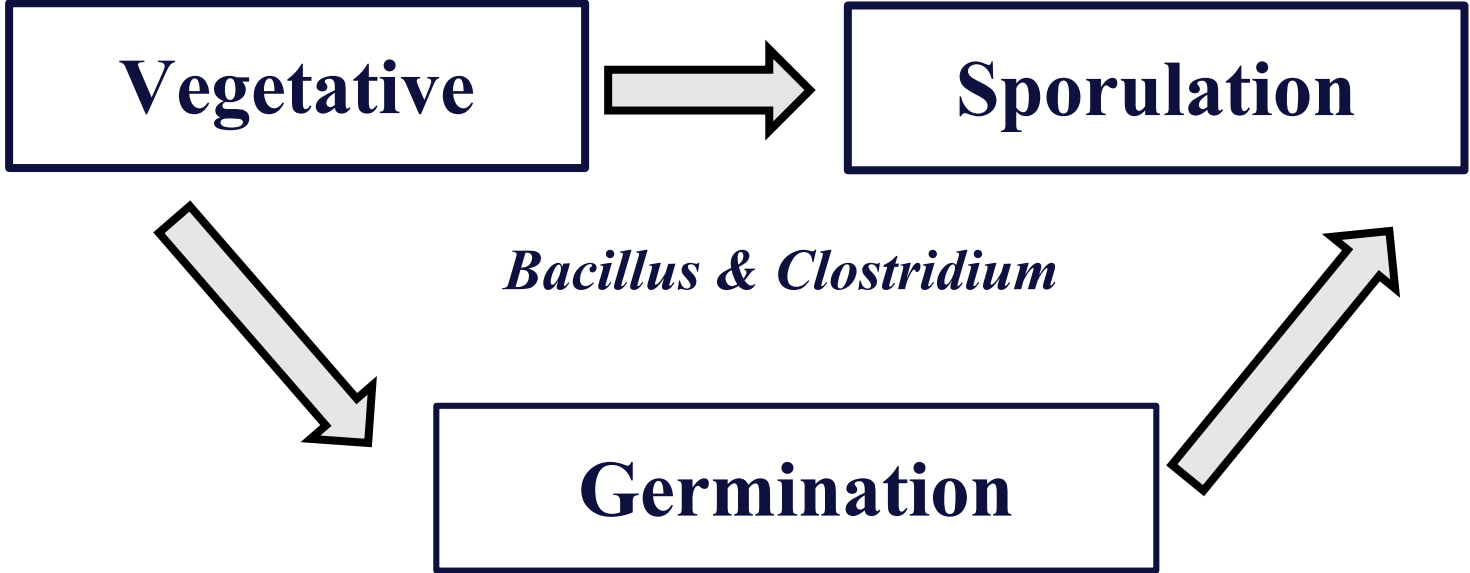 Vegetative
Sporulation
Bacillus & Clostridium
Germination